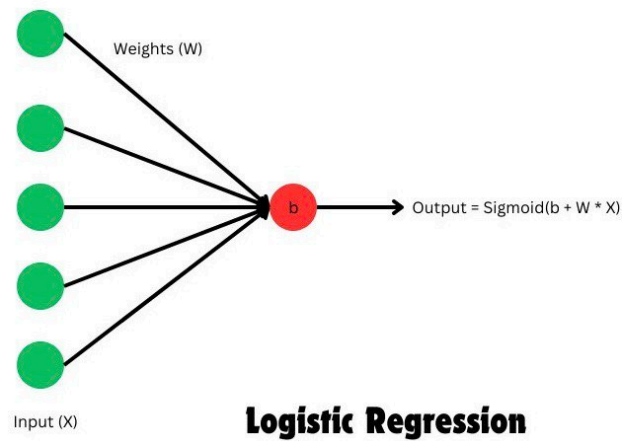 Weights (W)
b
Output = Sigmoid(b + W * X)
Input (X)
Logistic Regression